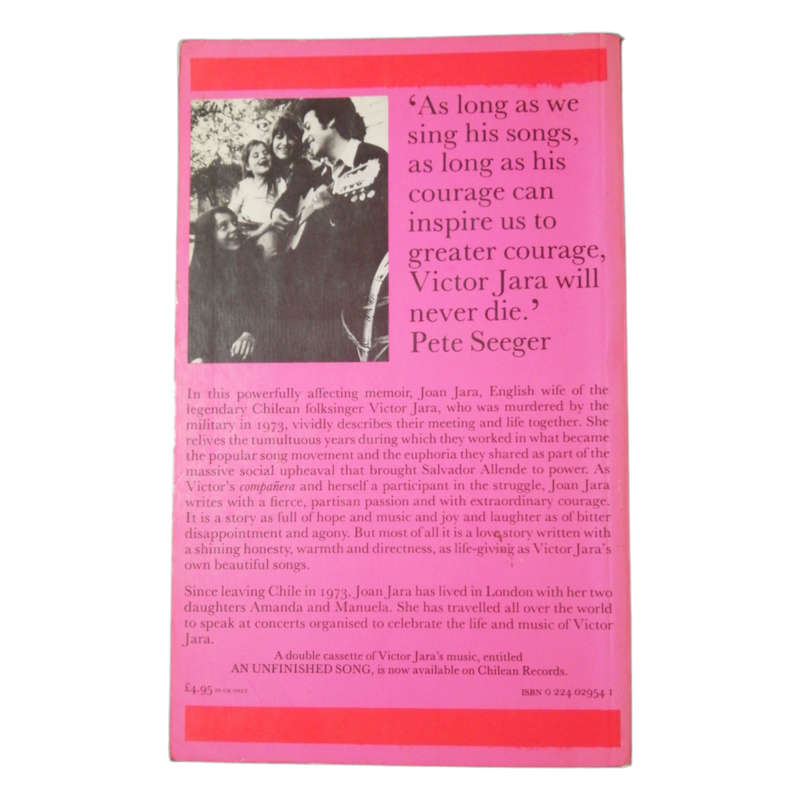 ‘As long as we
sing his songs,
as long as his
courage can
inspire us to
greater courage,
Victor Jara will
never die.’
Pete Seeger
In this powerfully affecting memoir, Joan Jara, English wife of the
legendary Chilean folksinger Victor Jara, who was murdered by the
military in 1973, vividly describes their meeting and life together. She
relives the tumultuous years during which they worked in what became
the popular song movement and the euphoria they shared as part of the
massive social upheaval that brought Salvador Allende to power. As
Victor's compañera and herself a participant in the struggle, Joan Jara
writes with a fierce, partisan passion and with extraordinary courage.
It is a story as full of hope and music and joy and laughter as of bitter
disappointment and agony. But most of all it is a love story written with
a shining honesty, warmth and directness, as life-giving as Victor Jara's
own beautiful songs.
Since leaving Chile in 1973, Joan Jara has lived in London with her two
daughters Amanda and Manuela. She has travelled all over the world
to speak at concerts organised to celebrate the life and music of Victor
Jara.
A double cassette of Victor Jara's music, entitled
AN UNFINISHED SONG, is now available on Chilean Records.
£4.95 IN UK ONLY
ISBN 0 224 02954 1